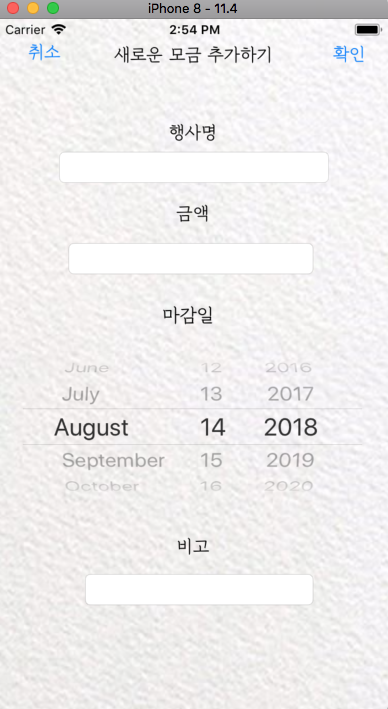 iPhone 8 - 11.4
Carrier 2:54 PM
취소 새로운 모금 추가하기 확인
행사명
금액
마감일
June 12 2016
July 13 2017
August 14 2018
September 15 2019
October 16 2020
비고